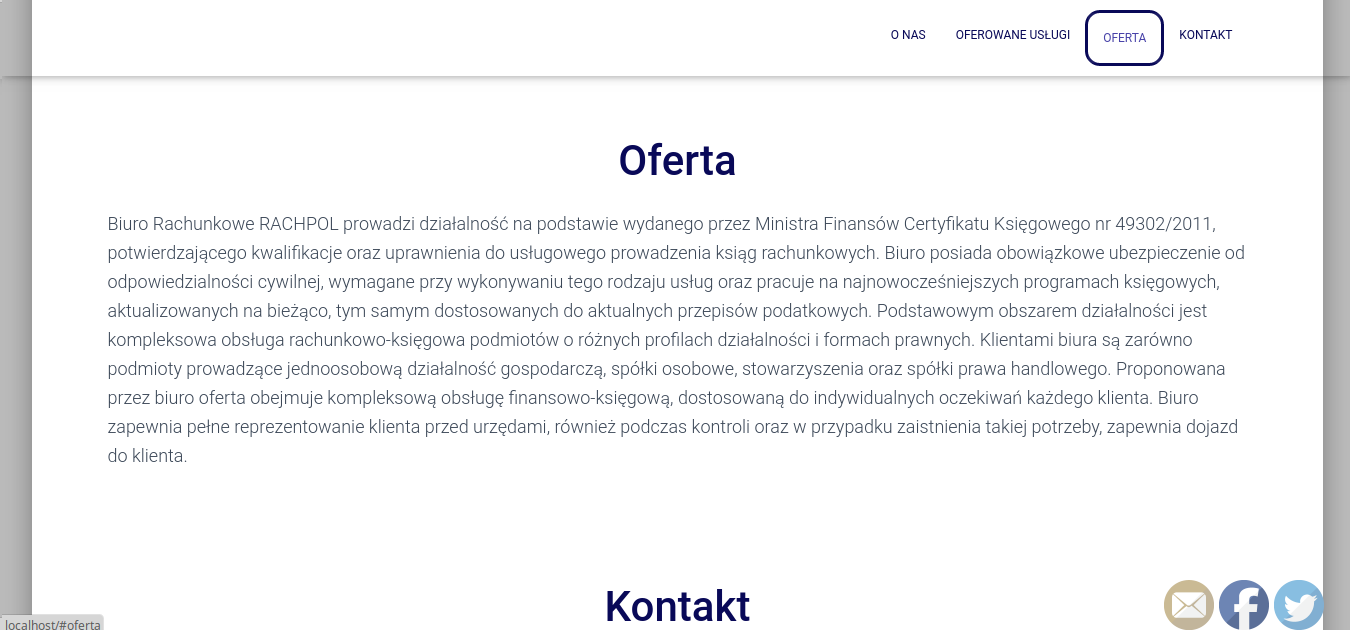 O NAS OFEROWANE USŁUGI OFERTA KONTAKT
Oferta
Biuro Rachunkowe RACHPOL prowadzi działalność na podstawie wydanego przez Ministra Finansów Certyfikatu Księgowego nr 49302/2011,
potwierdzającego kwalifikacje oraz uprawnienia do usługowego prowadzenia ksiąg rachunkowych. Biuro posiada obowiązkowe ubezpieczenie od
odpowiedzialności cywilnej, wymagane przy wykonywaniu tego rodzaju usług oraz pracuje na najnowocześniejszych programach księgowych,
aktualizowanych na bieżąco, tym samym dostosowanych do aktualnych przepisów podatkowych. Podstawowym obszarem działalności jest
kompleksowa obsługa rachunkowo-księgowa podmiotów o różnych profilach działalności i formach prawnych. Klientami biura są zarówno
podmioty prowadzące jednoosobową działalność gospodarczą, spółki osobowe, stowarzyszenia oraz spółki prawa handlowego. Proponowana
przez biuro oferta obejmuje kompleksową obsługę finansowo-księgową, dostosowaną do indywidualnych oczekiwań każdego klienta. Biuro
zapewnia pełne reprezentowanie klienta przed urzędami, również podczas kontroli oraz w przypadku zaistnienia takiej potrzeby, zapewnia dojazd
do klienta.
Kontakt
localhost/#oferta